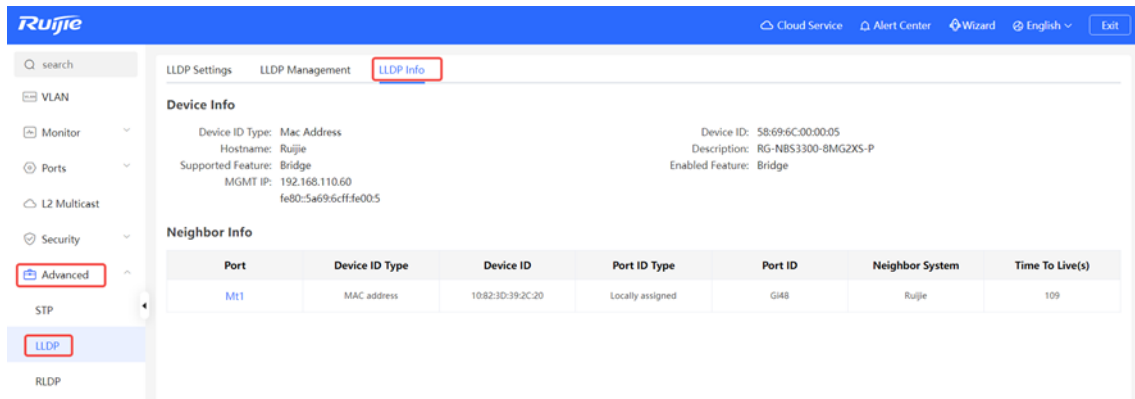 Ruijie
Cloud Service Alert Center Wizard English Exit
search
VLAN
Monitor
Ports
L2 Multicast
Security
Advanced
STP
LLDP
RLDP
LLDP Settings LLDP Management LLDP Info
Device Info
Device ID Type: Mac Address Device ID: 58:69:6C:00:00:05
Hostname: Ruijie Description: RG-NBS3300-8MG2XS-P
Supported Feature: Bridge Enabled Feature: Bridge
MGMT IP: 192.168.110.60
fe80::5a69:6cff:fe00:5
Neighbor Info
Port Device ID Type Device ID Port ID Type Port ID Neighbor System Time To Live(s)
Mt1 MAC address 10:82:3D:39:2C:20 Locally assigned Gi48 Ruijie 109